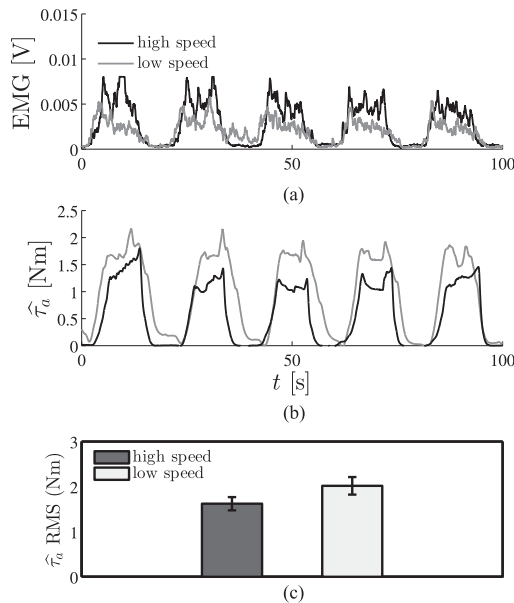 0.015
0.01
0.005
0
EMG [V]
high speed
low speed
0 50 100
(a)
2.5
2
1.5
1
0.5
0
τ̂a [Nm]
0 50 100
t [s]
(b)
3
2
1
0
τ̂a RMS (Nm)
high speed
low speed
(c)